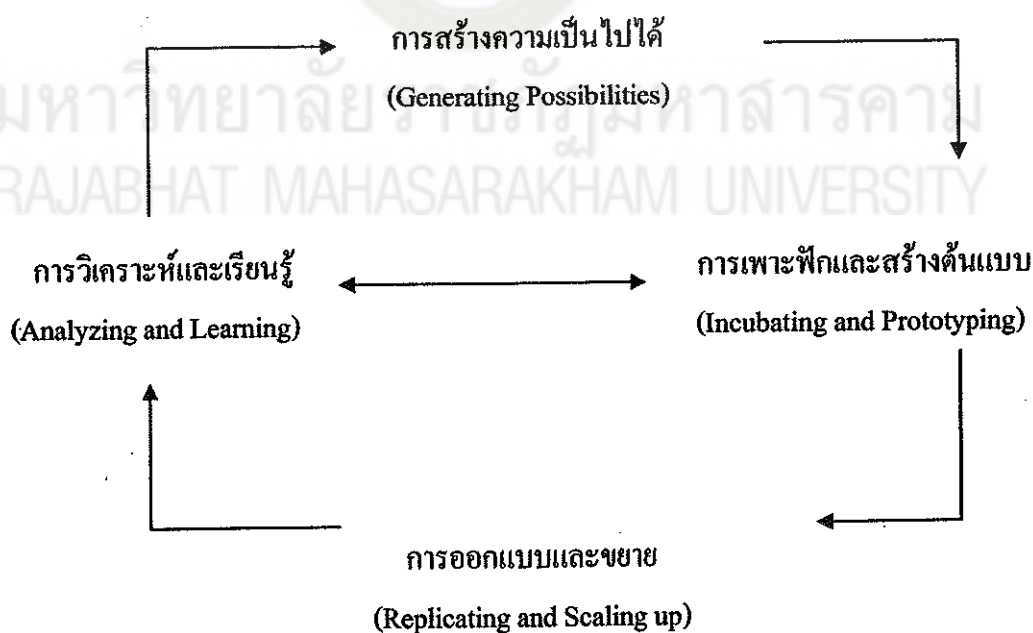 การสร้างความเป็นไปได้
(Generating Possibilities)
มหาวิทยาลัยราชภัฏมหาสารคาม
RAJABHAT MAHASARAKHAM UNIVERSITY
การวิเคราะห์และเรียนรู้
(Analyzing and Learning)
การเพาะฟักและสร้างต้นแบบ
(Incubating and Prototyping)
การออกแบบและขยาย
(Replicating and Scaling up)